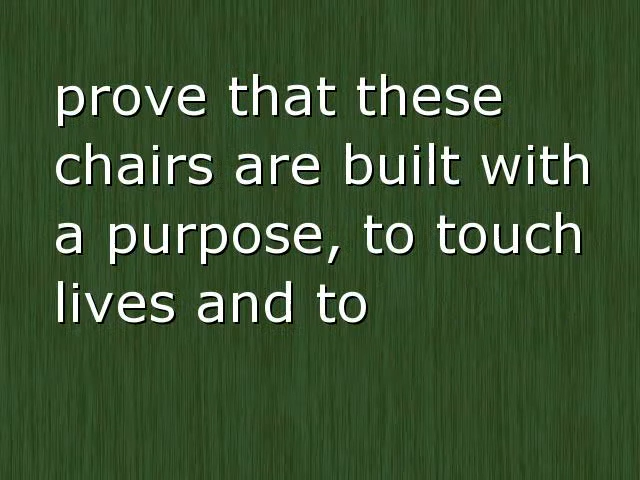 prove that these
chairs are built with
a purpose, to touch
lives and to